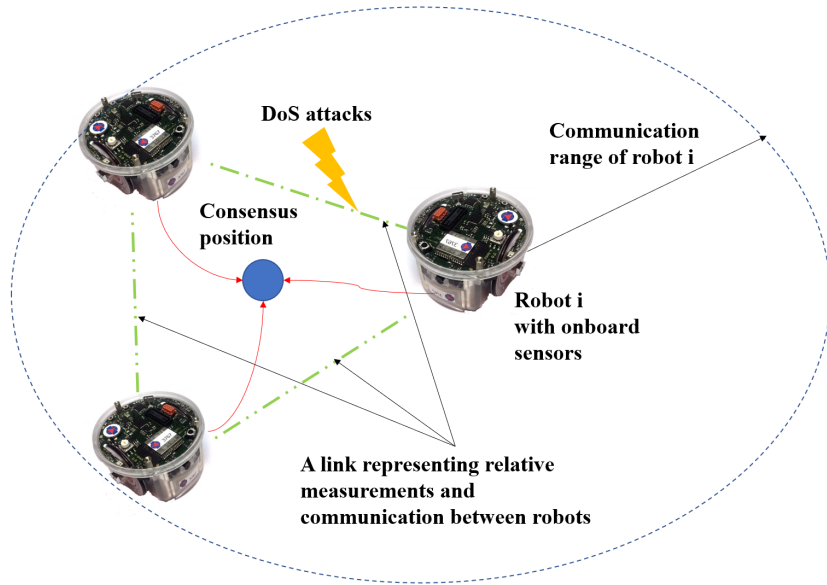 DoS attacks
Communication
range of robot i
Consensus
position
Robot i
with onboard
sensors
A link representing relative
measurements and
communication between robots